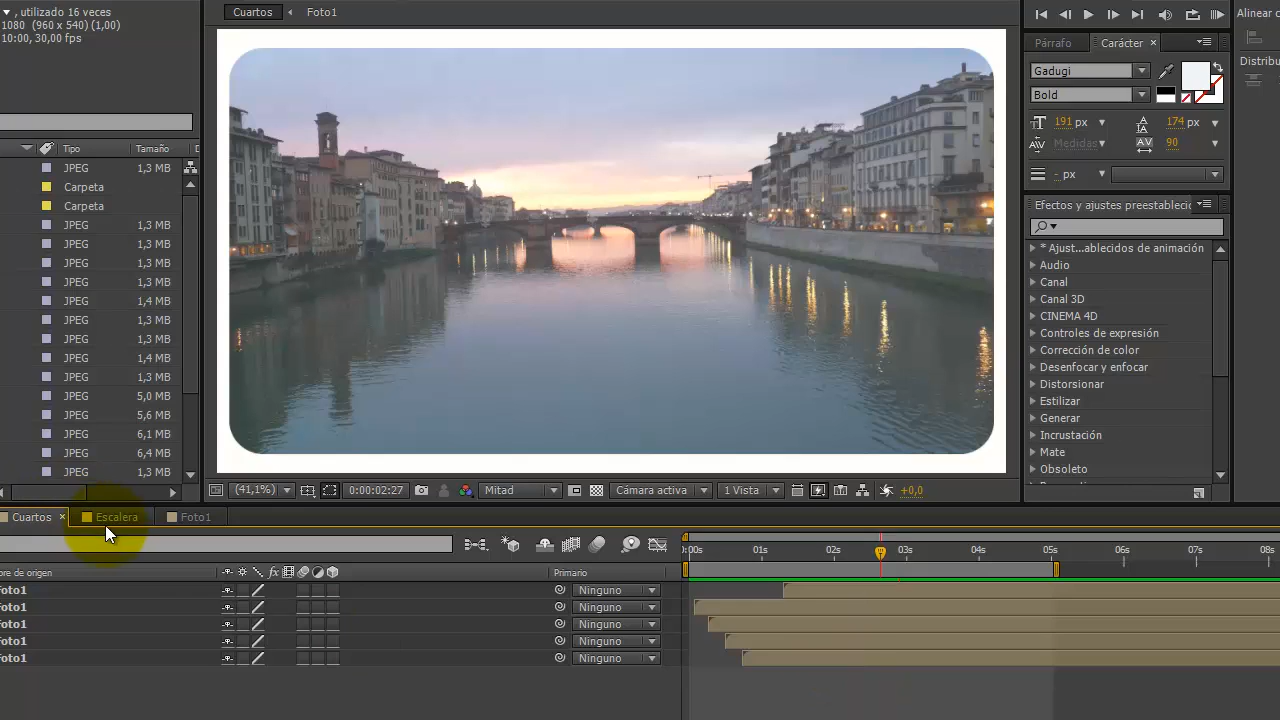 , utilizado 16 veces
1080 (960 x 540) (1,00)
10:00, 30,00 fps
Tipo
Tamaño
JPEG 1,3 MB
Carpeta
Carpeta
JPEG 1,3 MB
JPEG 1,3 MB
JPEG 1,3 MB
JPEG 1,3 MB
JPEG 1,4 MB
JPEG 1,3 MB
JPEG 1,3 MB
JPEG 1,4 MB
JPEG 1,3 MB
JPEG 5,0 MB
JPEG 5,6 MB
JPEG 6,1 MB
JPEG 6,4 MB
JPEG 1,3 MB
Cuartos Foto1
(41,1%) 0:00:02:27 Mitad Cámara activa 1 Vista +0,0
Alinear c
Distribu
Párrafo Carácter
Gadugi
Bold
191 px 174 px
Medidas 90
- px
Efectos y ajustes preestablecic
* Ajust...ablecidos de animación
Audio
Canal
Canal 3D
CINEMA 4D
Controles de expresión
Corrección de color
Desenfocar y enfocar
Distorsionar
Estilizar
Generar
Incrustación
Mate
Obsoleto
Cuartos Escalera Foto1
bre de origen fx Primario
:00s 01s 02s 03s 04s 05s 06s 07s 08s
Foto1 Ninguno
Foto1 Ninguno
Foto1 Ninguno
Foto1 Ninguno
Foto1 Ninguno